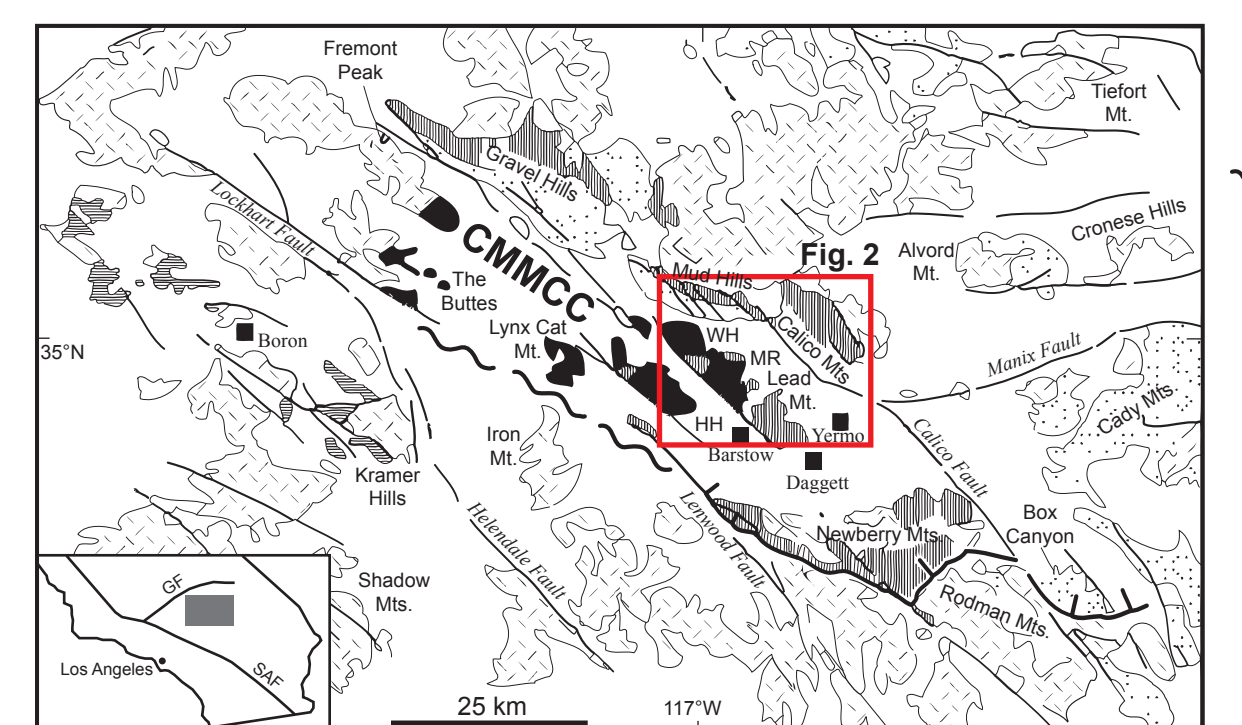 Fremont
Peak
Tiefort
Mt.
Gravel Hills
Lockhart Fault
CMMCC
Cronese Hills
Fig. 2
Alvord
Mt.
Mud Hills
The
Buttes
Lynx Cat
Mt.
WH
Calico Mts
Boron
35°N
MR
Lead
Mt.
Manix Fault
Cady Mts.
HH
Yermo
Barstow
Iron
Mt.
Calico Fault
Daggett
Kramer
Hills
Helendale Fault
Lenwood Fault
Newberry Mts.
Box
Canyon
Shadow
Mts.
Rodman Mts.
GF
Los Angeles
SAF
25 km
117°W